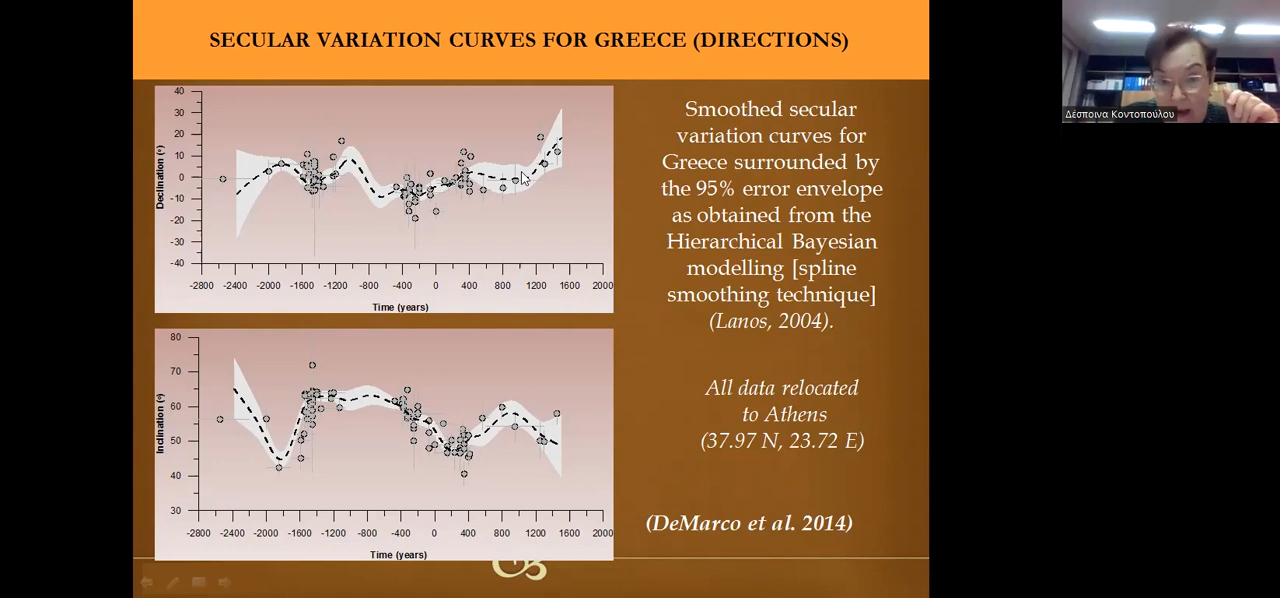 SECULAR VARIATION CURVES FOR GREECE (DIRECTIONS)
40
30
20
10
0
-10
-20
-30
-40
Declination (°)
-2800 -2400 -2000 -1600 -1200 -800 -400 0 400 800 1200 1600 2000
Time (years)
80
70
60
50
40
30
Inclination (°)
-2800 -2400 -2000 -1600 -1200 -800 -400 0 400 800 1200 1600 2000
Time (years)
Smoothed secular
variation curves for
Greece surrounded by
the 95% error envelope
as obtained from the
Hierarchical Bayesian
modelling [spline
smoothing technique]
(Lanos, 2004).
All data relocated
to Athens
(37.97 N, 23.72 E)
(DeMarco et al. 2014)
Δέσποινα Κοντοπούλου